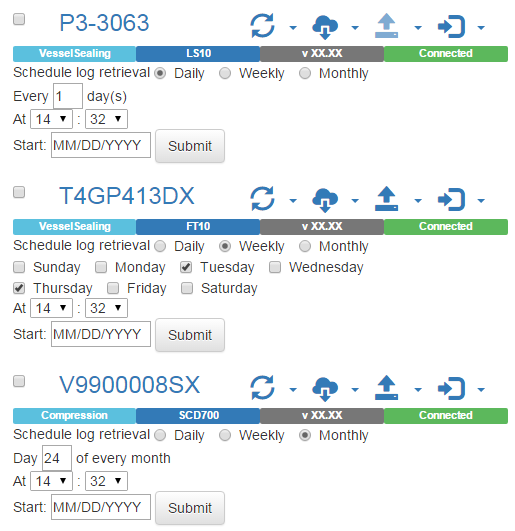 P3-3063
VesselSealing LS10 v XX.XX Connected
Schedule log retrieval Daily Weekly Monthly
Every 1 day(s)
At 14 : 32
Start: MM/DD/YYYY Submit
T4GP413DX
VesselSealing FT10 v XX.XX Connected
Schedule log retrieval Daily Weekly Monthly
Sunday Monday Tuesday Wednesday
Thursday Friday Saturday
At 14 : 32
Start: MM/DD/YYYY Submit
V9900008SX
Compression SCD700 v XX.XX Connected
Schedule log retrieval Daily Weekly Monthly
Day 24 of every month
At 14 : 32
Start: MM/DD/YYYY Submit